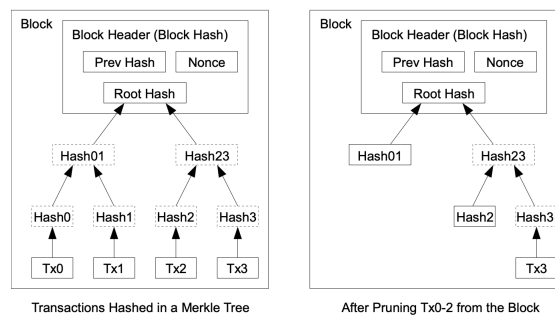 Block
Block Header (Block Hash)
Prev Hash
Nonce
Root Hash
Hash01
Hash23
Hash0
Hash1
Hash2
Hash3
Tx0
Tx1
Tx2
Tx3
Transactions Hashed in a Merkle Tree
Block
Block Header (Block Hash)
Prev Hash
Nonce
Root Hash
Hash01
Hash23
Hash2
Hash3
Tx3
After Pruning Tx0-2 from the Block